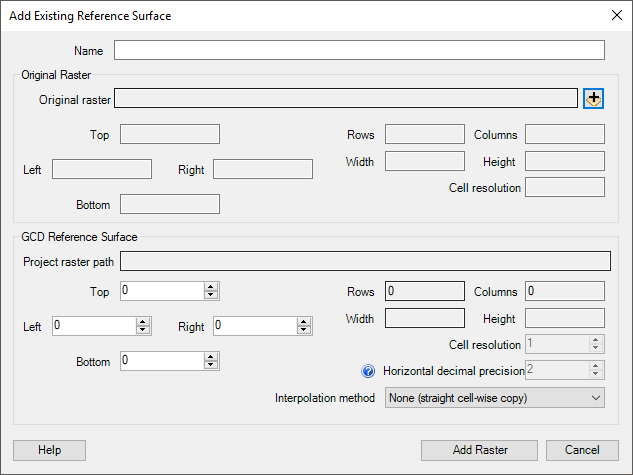 Add Existing Reference Surface
Name
Original Raster
Original raster
Top
Rows
Columns
Left
Right
Width
Height
Cell resolution
Bottom
GCD Reference Surface
Project raster path
Top 0
Rows 0
Columns 0
Left 0
Right 0
Width
Height
Cell resolution 1
Bottom 0
Horizontal decimal precision 2
Interpolation method None (straight cell-wise copy)
Help
Add Raster
Cancel